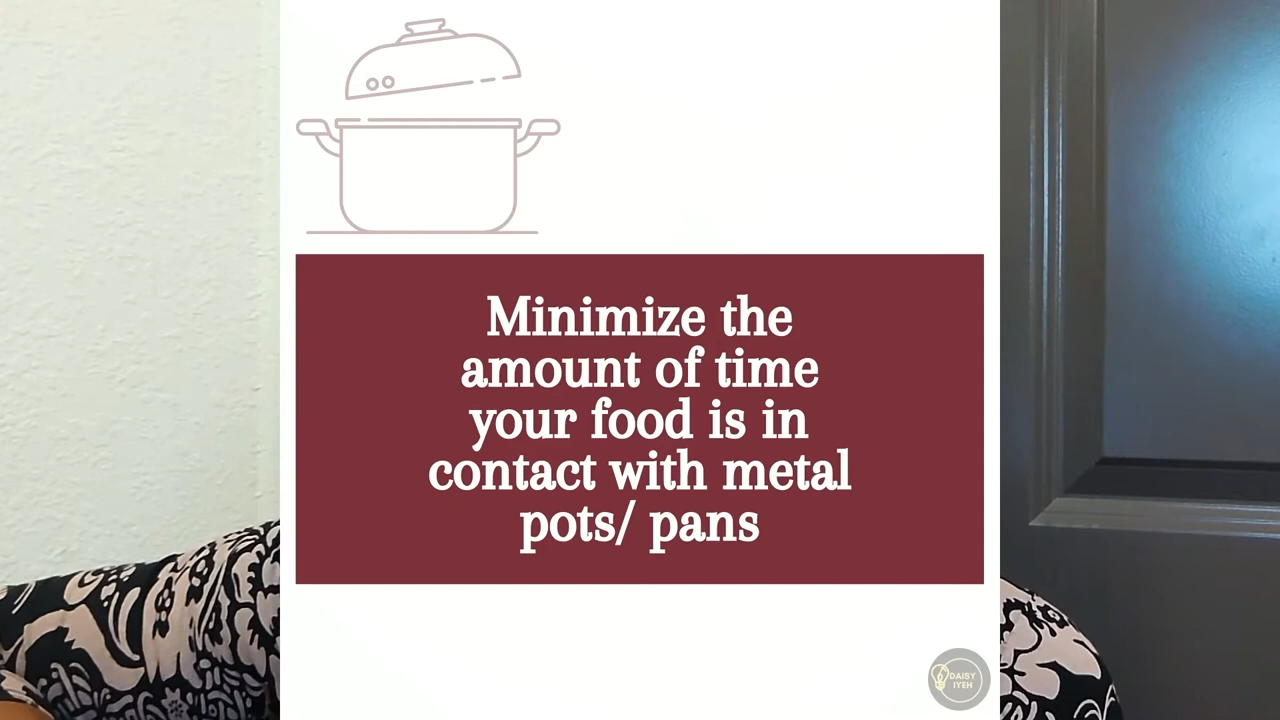 Minimize the
amount of time
your food is in
contact with metal
pots/ pans
DAISY
IYEH